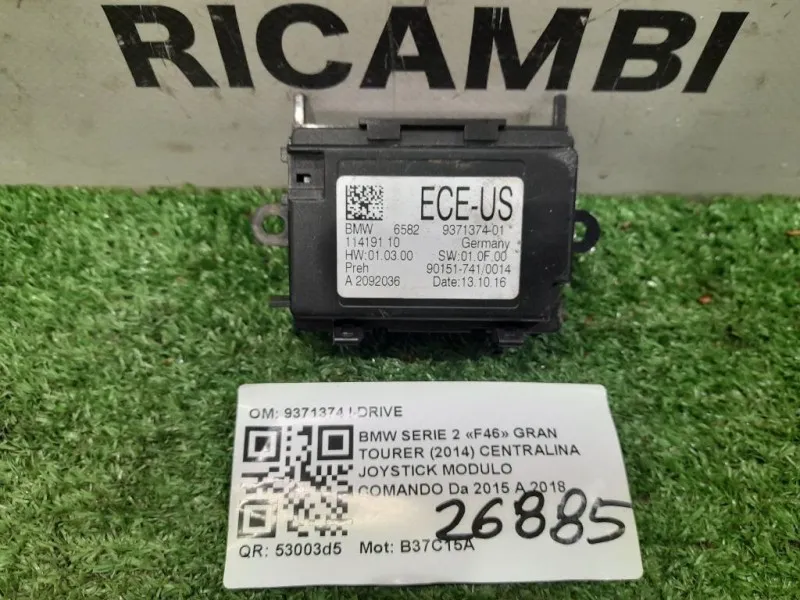 RICAMBI
ECE-US
BMW 6582 9371374-01
114191 10 Germany
HW:01.03.00 SW:01.0F.00
Preh 90151-741/0014
A 2092036 Date:13.10.16
OM: 9371374 I-DRIVE
BMW SERIE 2 «F46» GRAN
TOURER (2014) CENTRALINA
JOYSTICK MODULO
COMANDO Da 2015 A 2018
26885
QR: 53003d5 Mot: B37C15A